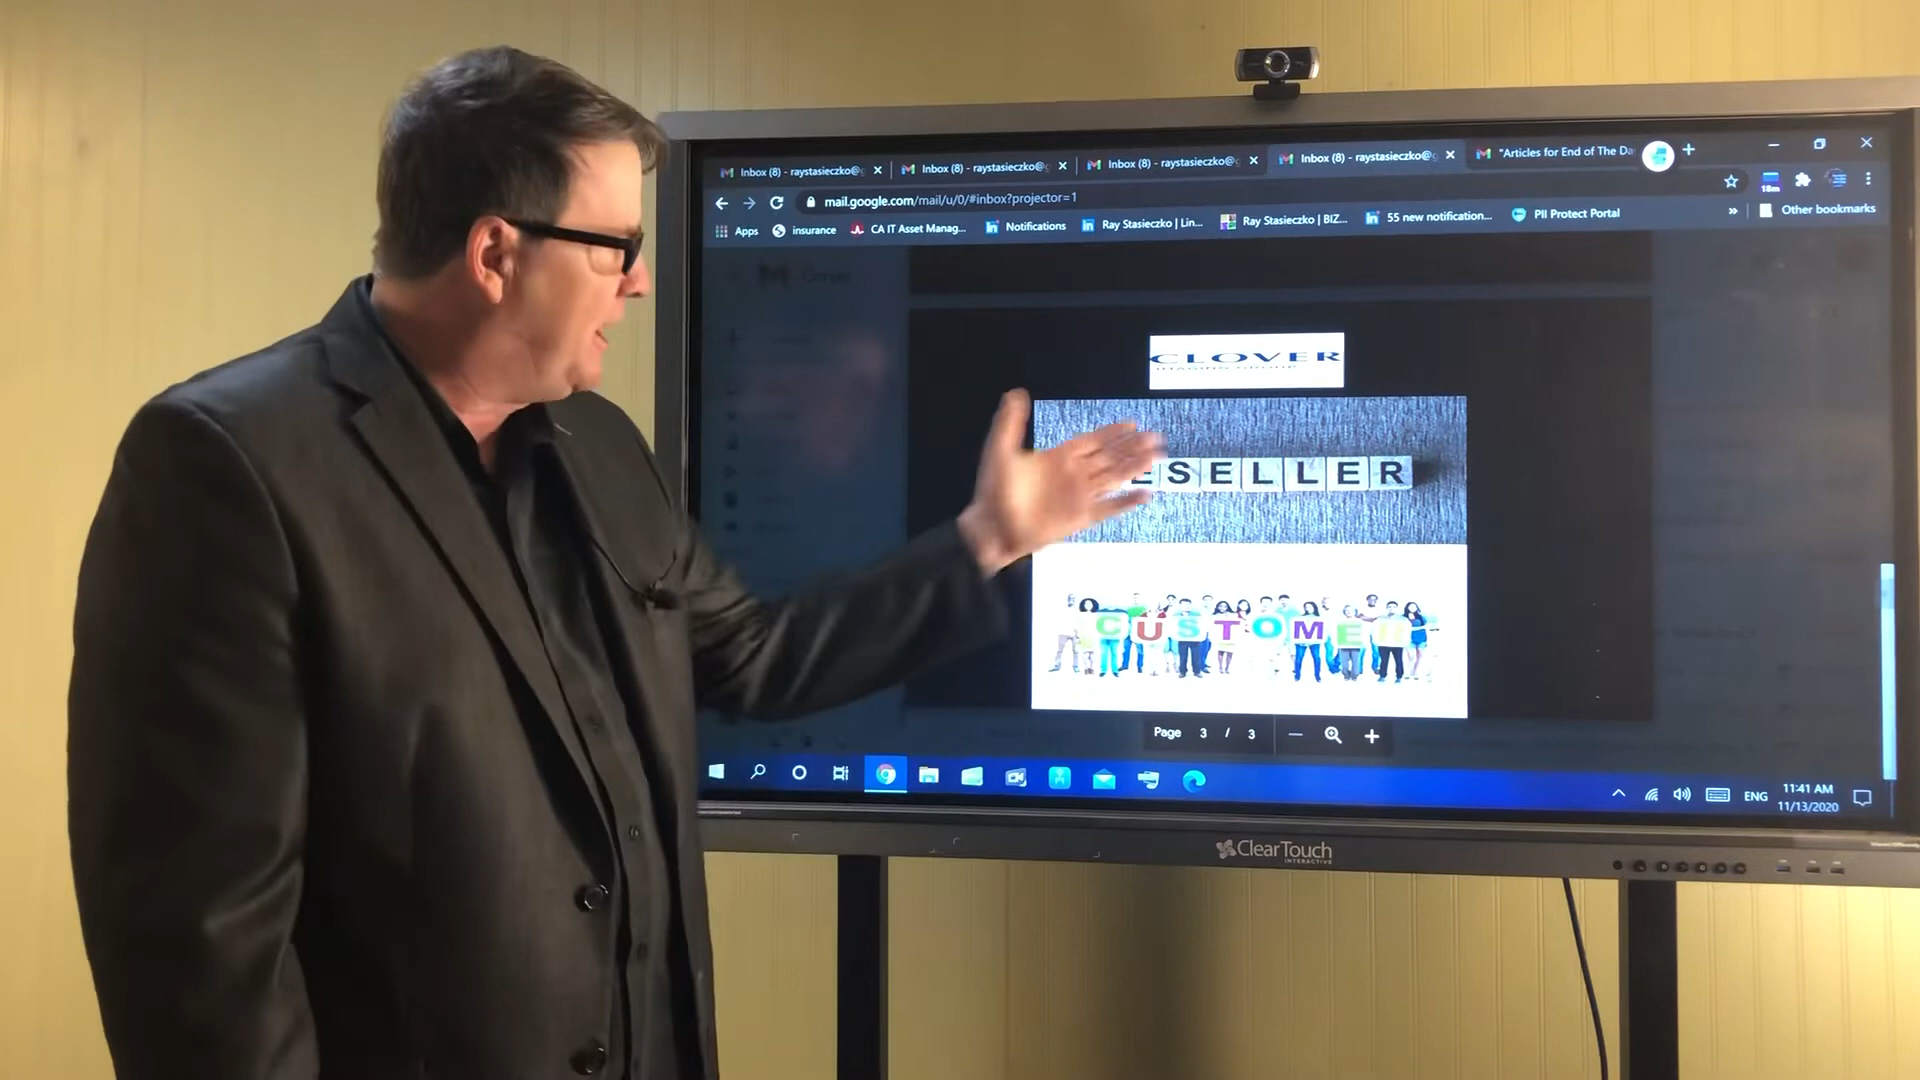 Inbox (8) - raystasieczko@g
Inbox (8) - raystasieczko@g
Inbox (8) - raystasieczko@
Inbox (8) - raystasieczko@
"Articles for End of The Da
mail.google.com/mail/u/0/#inbox?projector=1
18m
Apps
insurance
CA IT Asset Manag...
Notifications
Ray Stasieczko | Lin...
Ray Stasieczko | BIZ...
55 new notification...
PII Protect Portal
»
Other bookmarks
CLOVER
ESELLER
CUSTOMER
Page 3 / 3
ENG
11:41 AM
11/13/2020
ClearTouch
INTERACTIVE